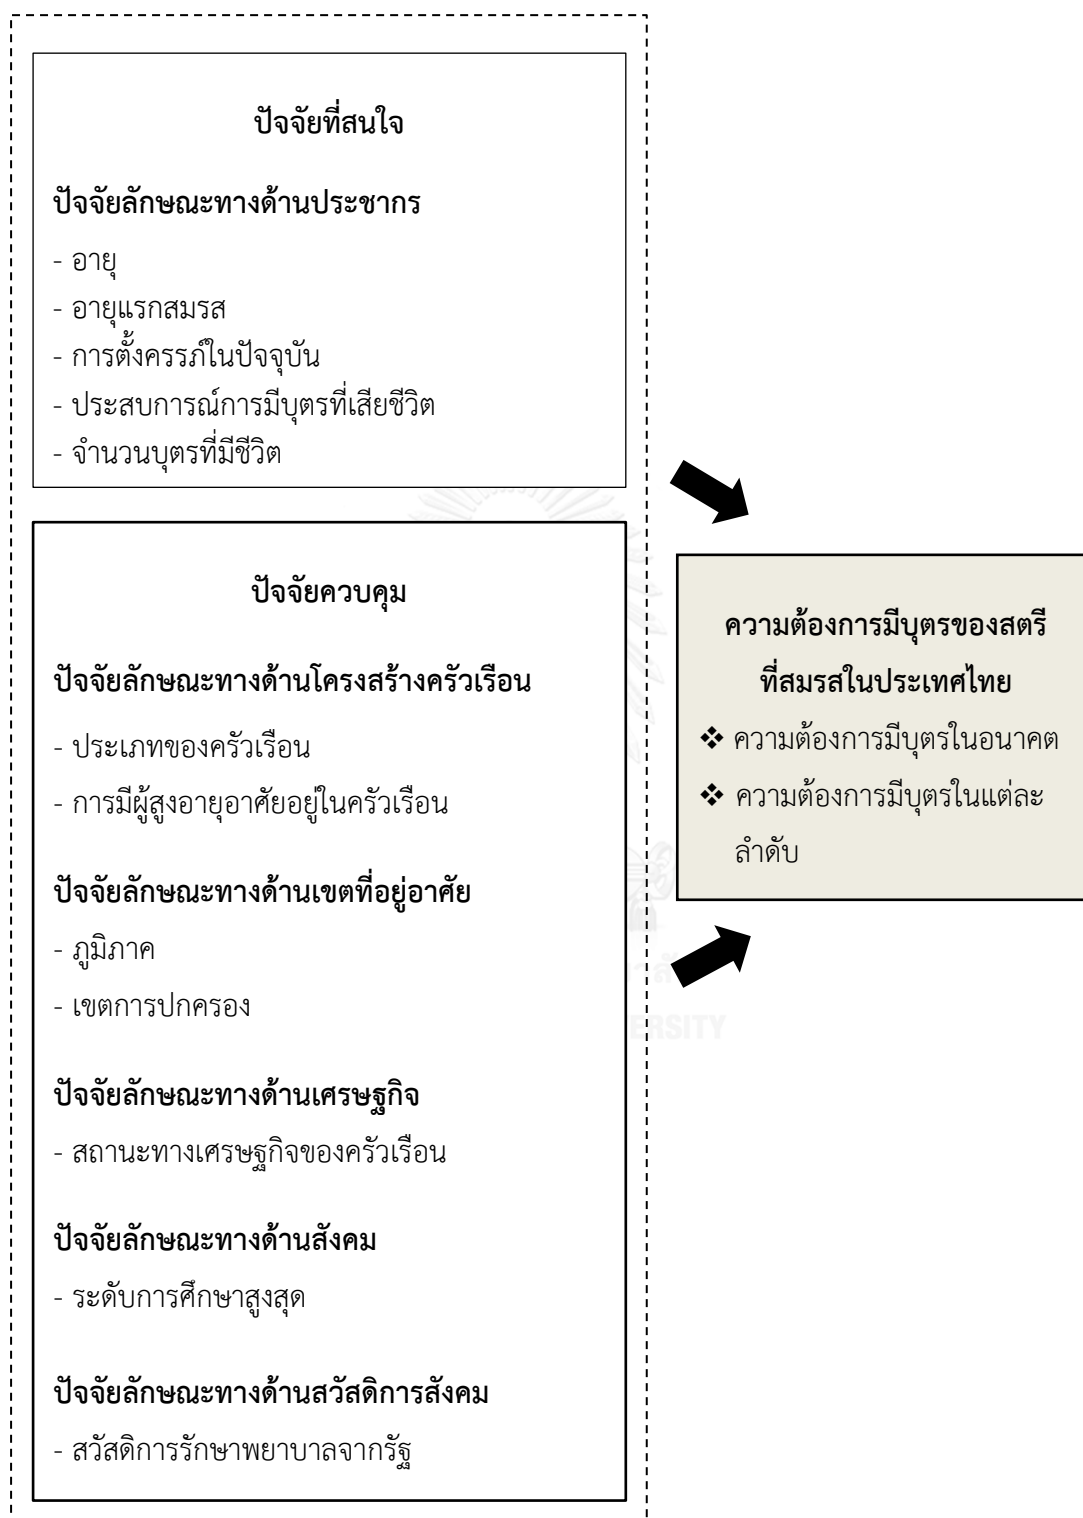 ปัจจัยที่สนใจ
ปัจจัยลักษณะทางด้านประชากร
- อายุ
- อายุแรกสมรส
- การตั้งครรภ์ในปัจจุบัน
- ประสบการณ์การมีบุตรที่เสียชีวิต
- จำนวนบุตรที่มีชีวิต
ปัจจัยควบคุม
ปัจจัยลักษณะทางด้านโครงสร้างครัวเรือน
- ประเภทของครัวเรือน
- การมีผู้สูงอายุอาศัยอยู่ในครัวเรือน
ปัจจัยลักษณะทางด้านเขตที่อยู่อาศัย
- ภูมิภาค
- เขตการปกครอง
ปัจจัยลักษณะทางด้านเศรษฐกิจ
- สถานะทางเศรษฐกิจของครัวเรือน
ปัจจัยลักษณะทางด้านสังคม
- ระดับการศึกษาสูงสุด
ปัจจัยลักษณะทางด้านสวัสดิการสังคม
- สวัสดิการรักษาพยาบาลจากรัฐ
ความต้องการมีบุตรของสตรี
ที่สมรสในประเทศไทย
❖ ความต้องการมีบุตรในอนาคต
❖ ความต้องการมีบุตรในแต่ละ
ลำดับ
ERSITY